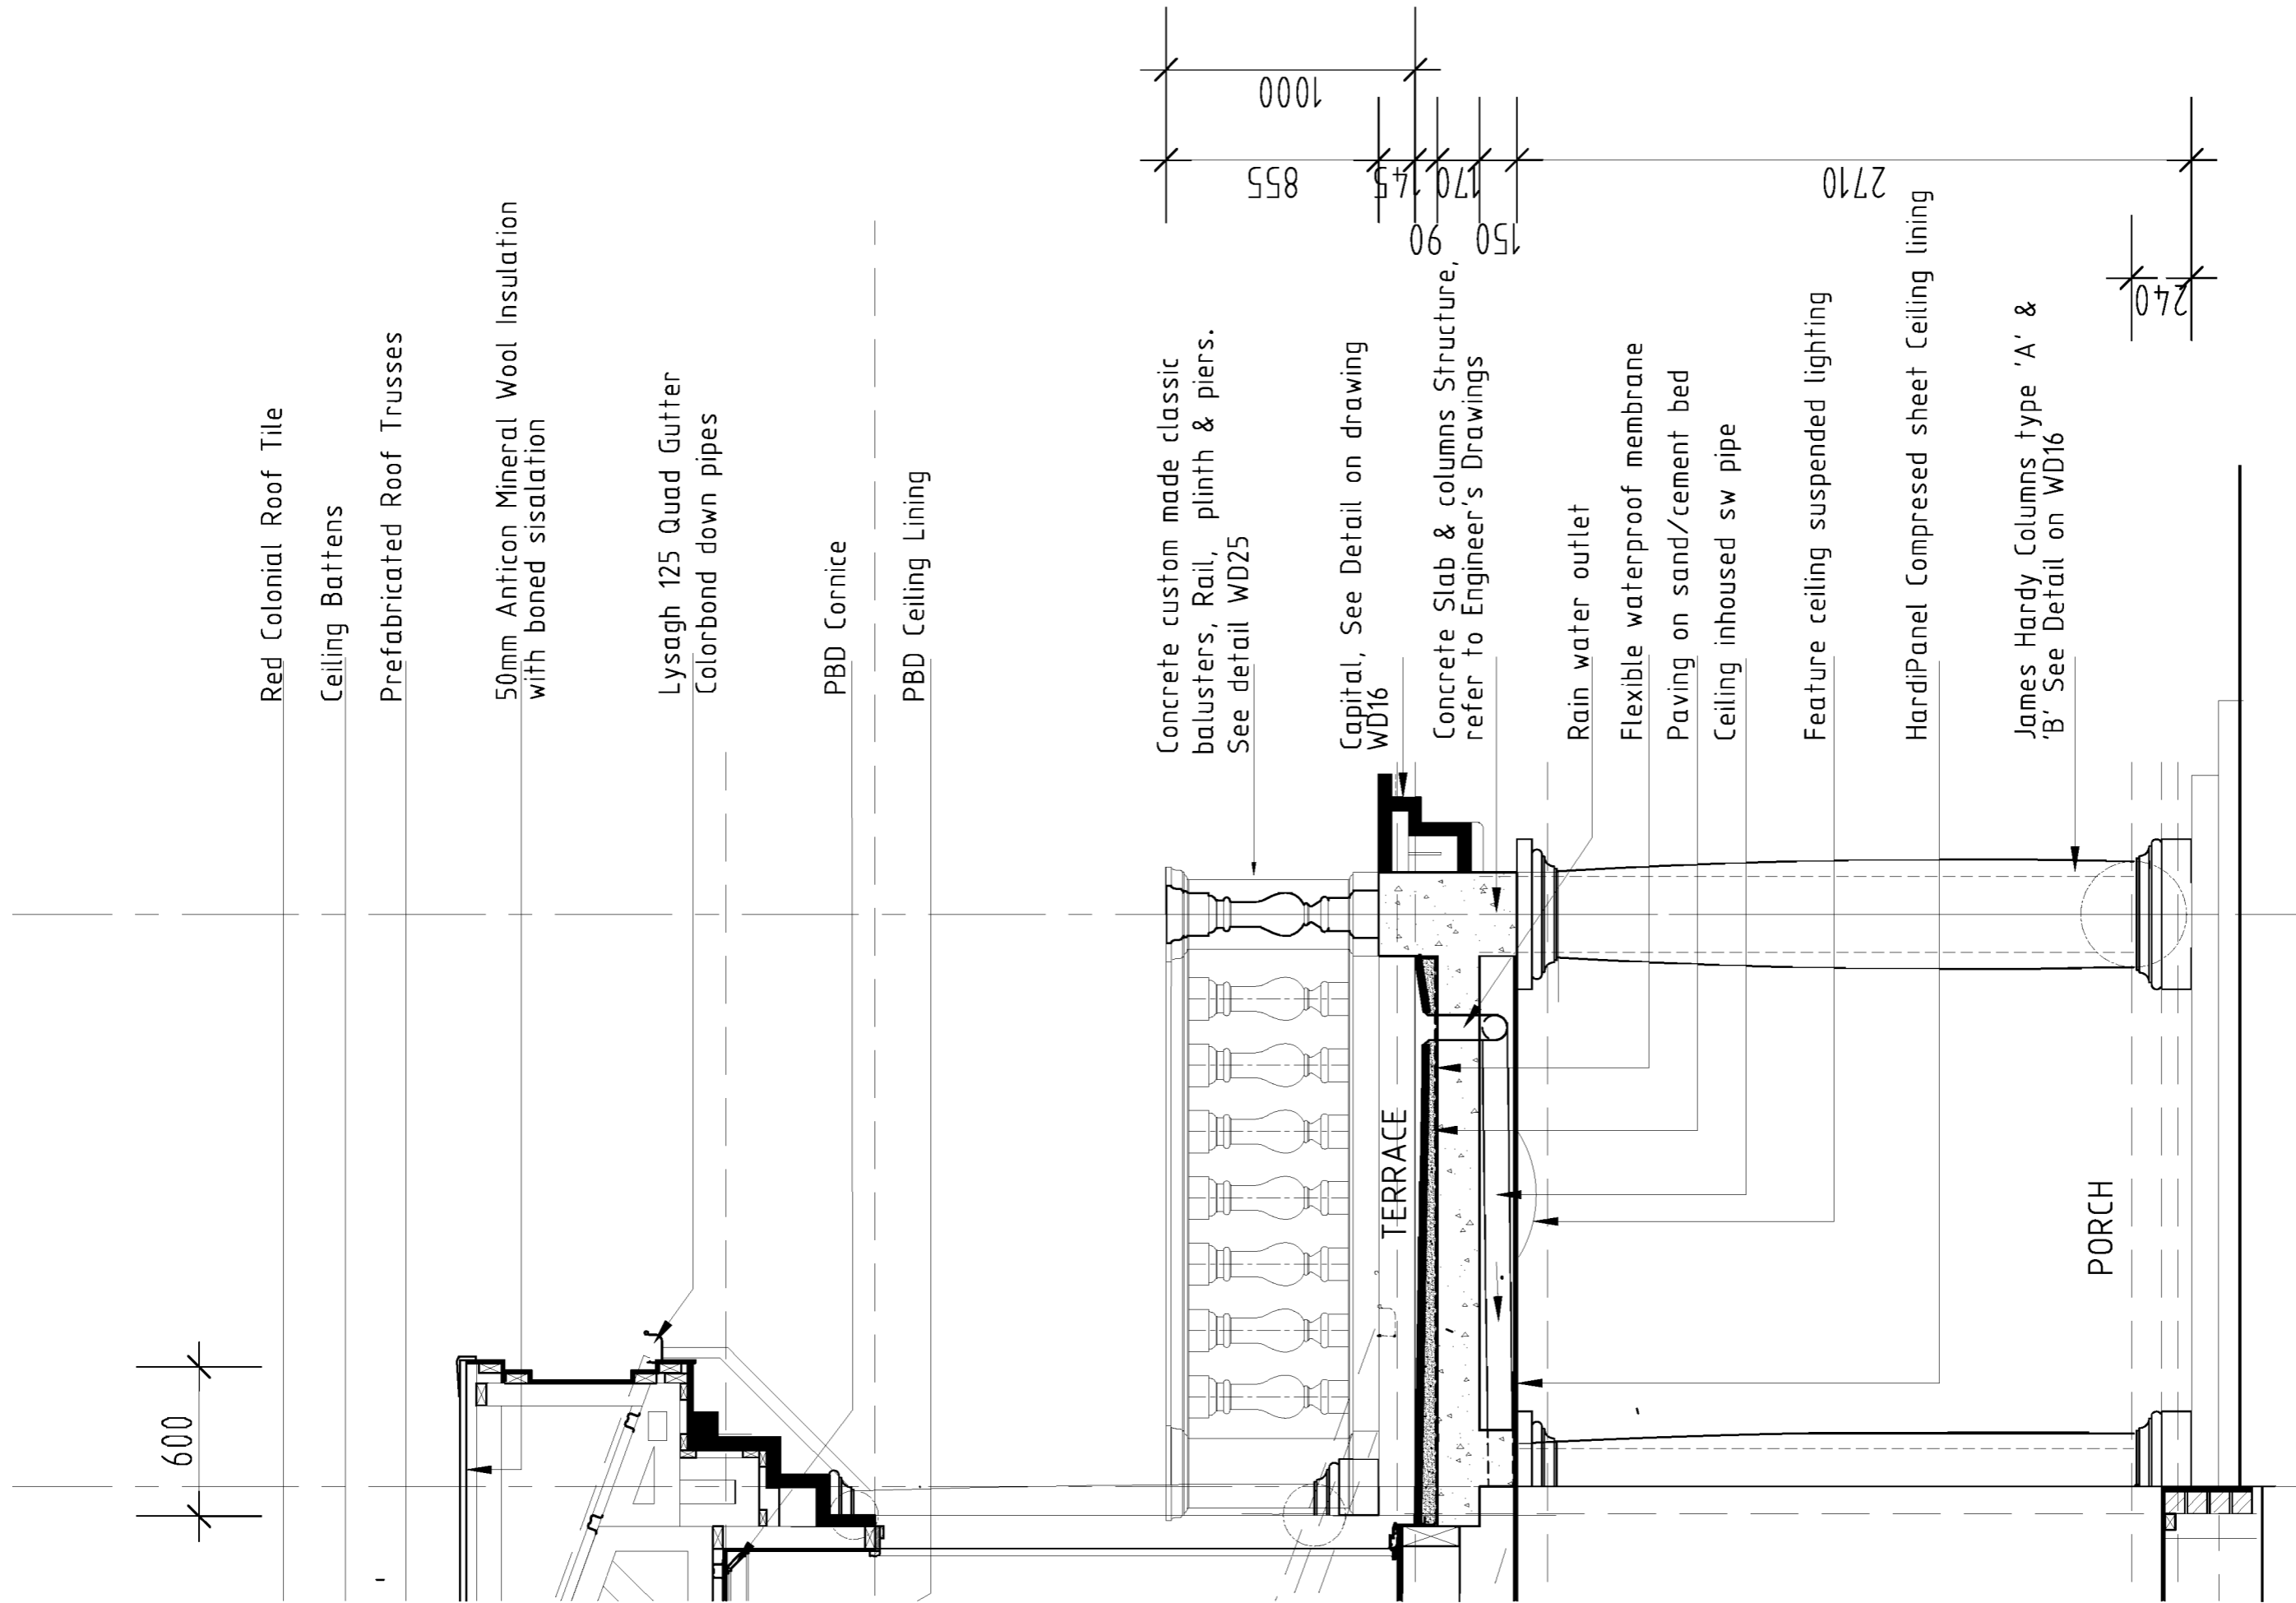 Red Colonial Roof Tile
Ceiling Battens
Prefabricated Roof Trusses
50mm Anticon Mineral Wool Insulation
with boned sisalation
Lysagh 125 Quad Gutter
Colorbond down pipes
PBD Cornice
PBD Ceiling Lining
Concrete custom made classic
balusters, Rail, plinth & piers.
See detail WD25
Capital, See Detail on drawing
WD16
Concrete Slab & columns Structure,
refer to Engineer's Drawings
Rain water outlet
Flexible waterproof membrane
Paving on sand/cement bed
Ceiling inhoused sw pipe
Feature ceiling suspended lighting
HardiPanel Compresed sheet Ceiling lining
James Hardy Columns type 'A' &
'B' See Detail on WD16
1000
855
145
90
170
150
2710
240
600
TERRACE
PORCH